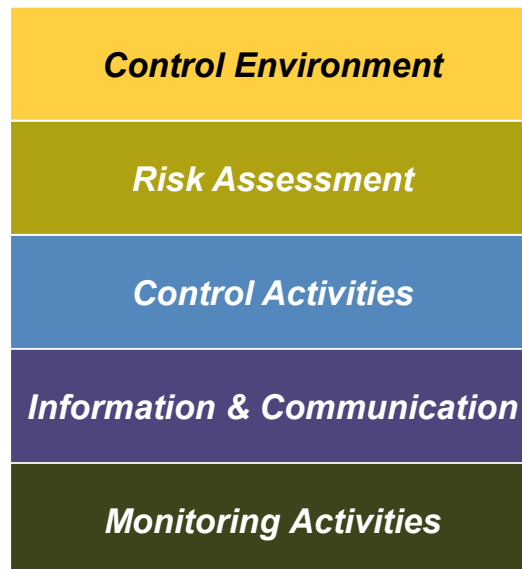 Control Environment
Risk Assessment
Control Activities
Information & Communication
Monitoring Activities